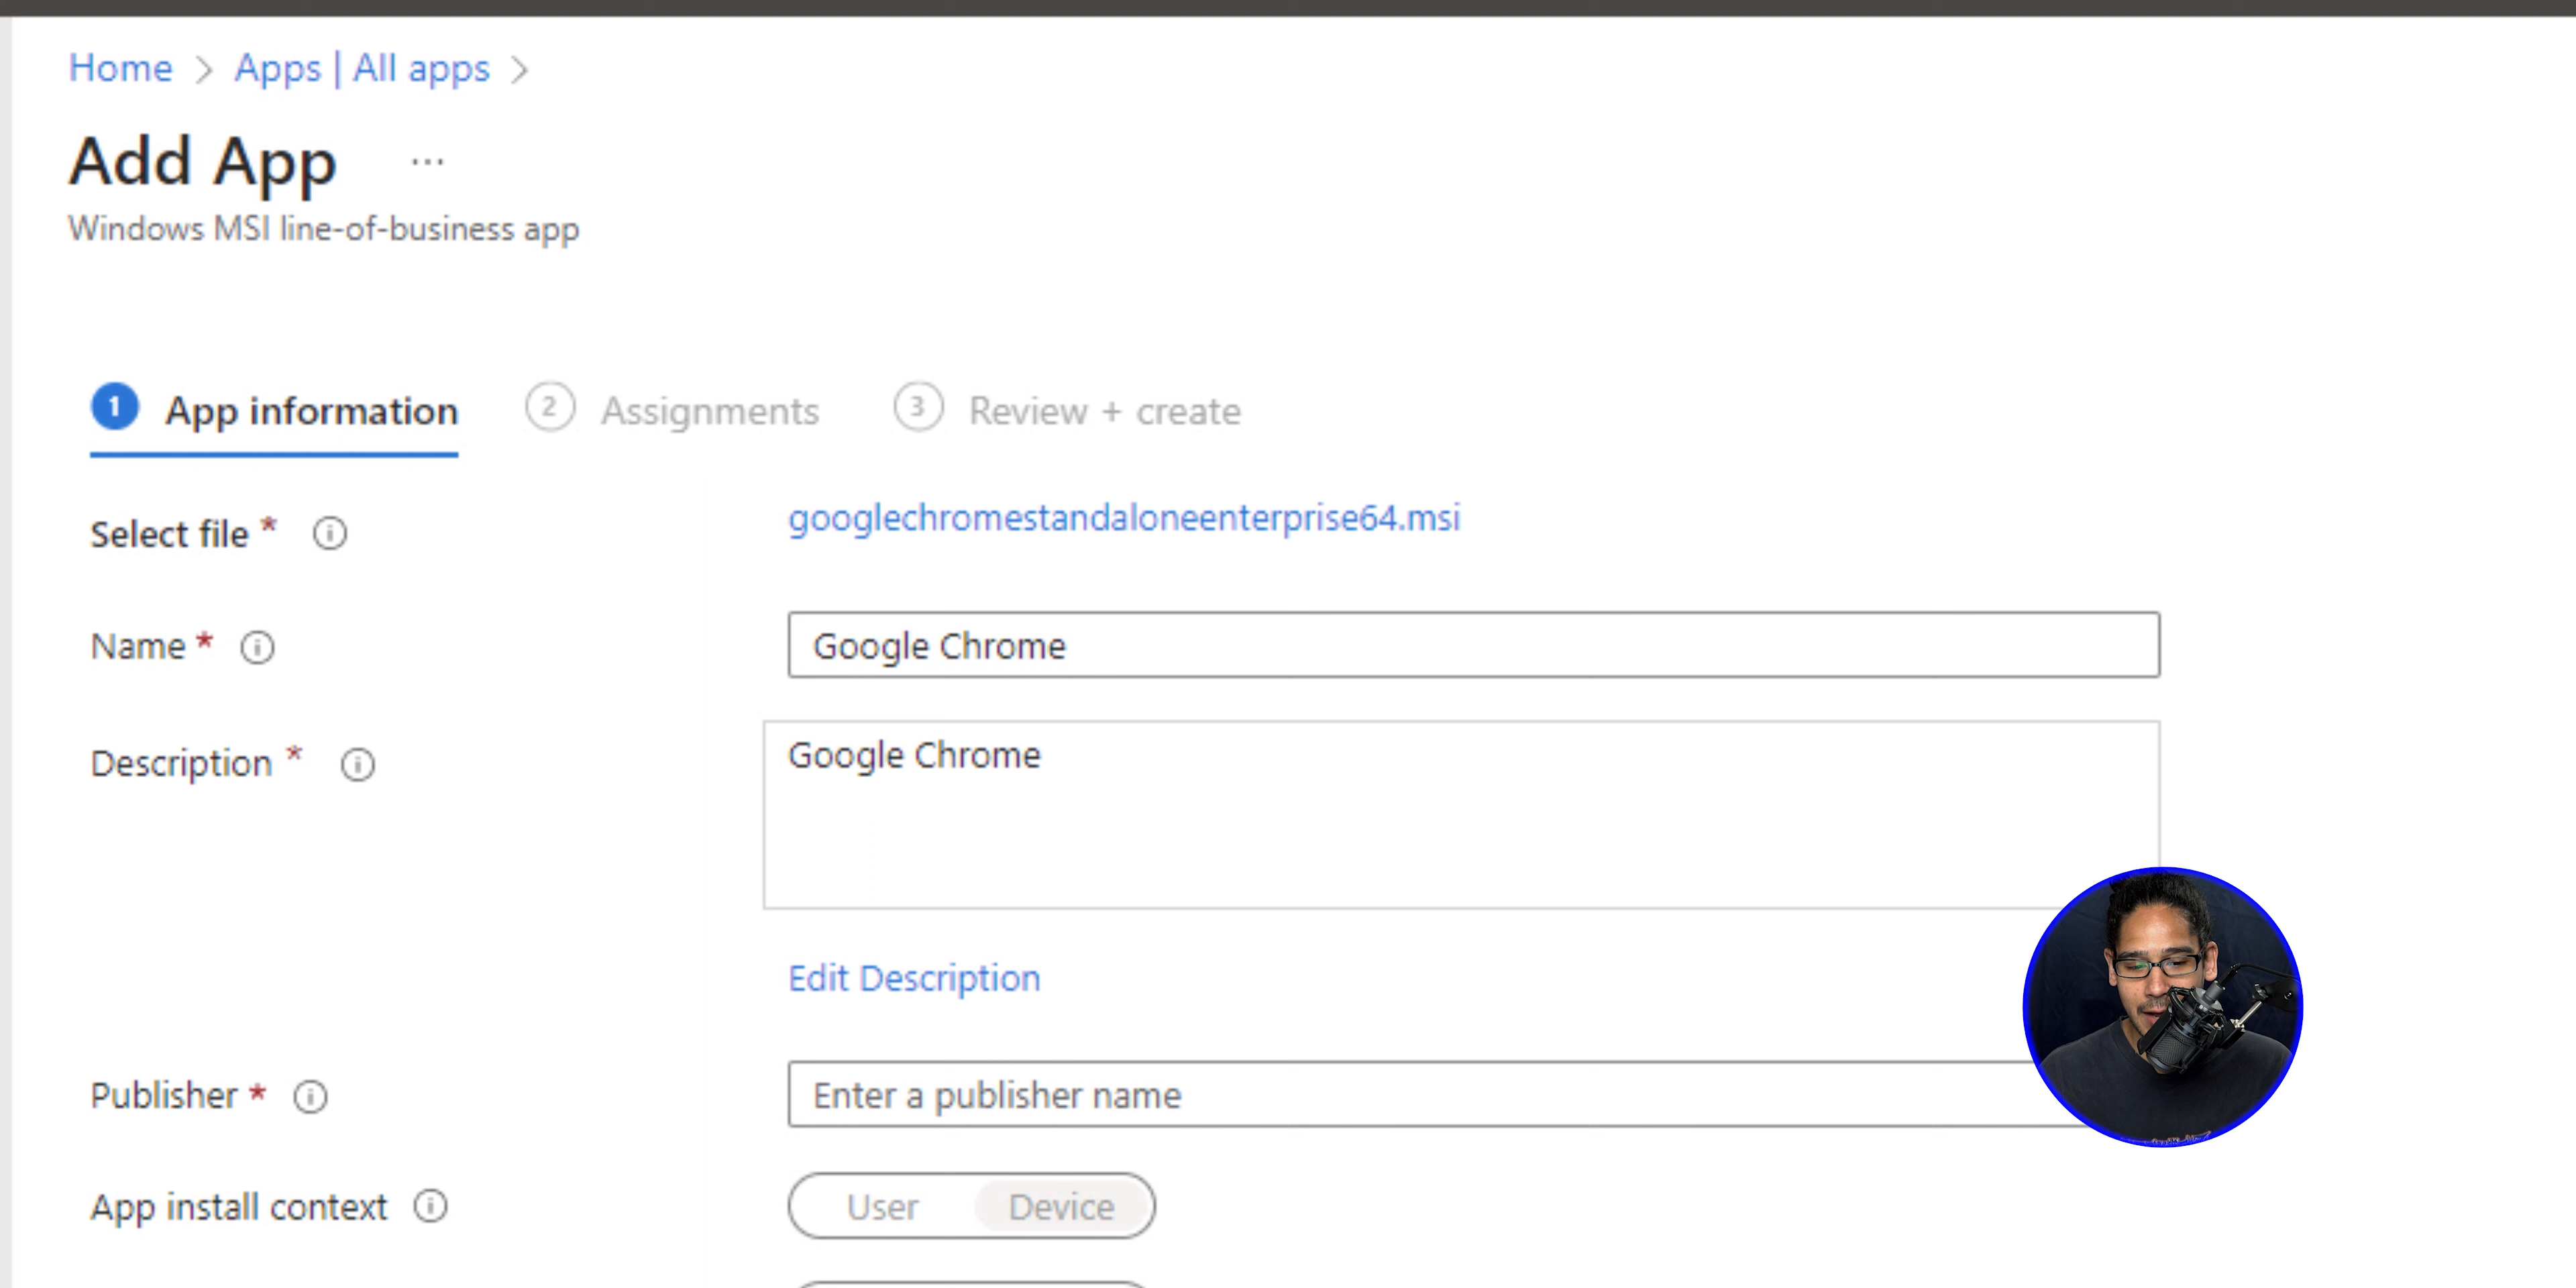 Home > Apps | All apps >
Add App ...
Windows MSI line-of-business app
1 App information 2 Assignments 3 Review + create
Select file * googlechromestandaloneenterprise64.msi
Name * Google Chrome
Description * Google Chrome
Edit Description
Publisher * Enter a publisher name
App install context User Device